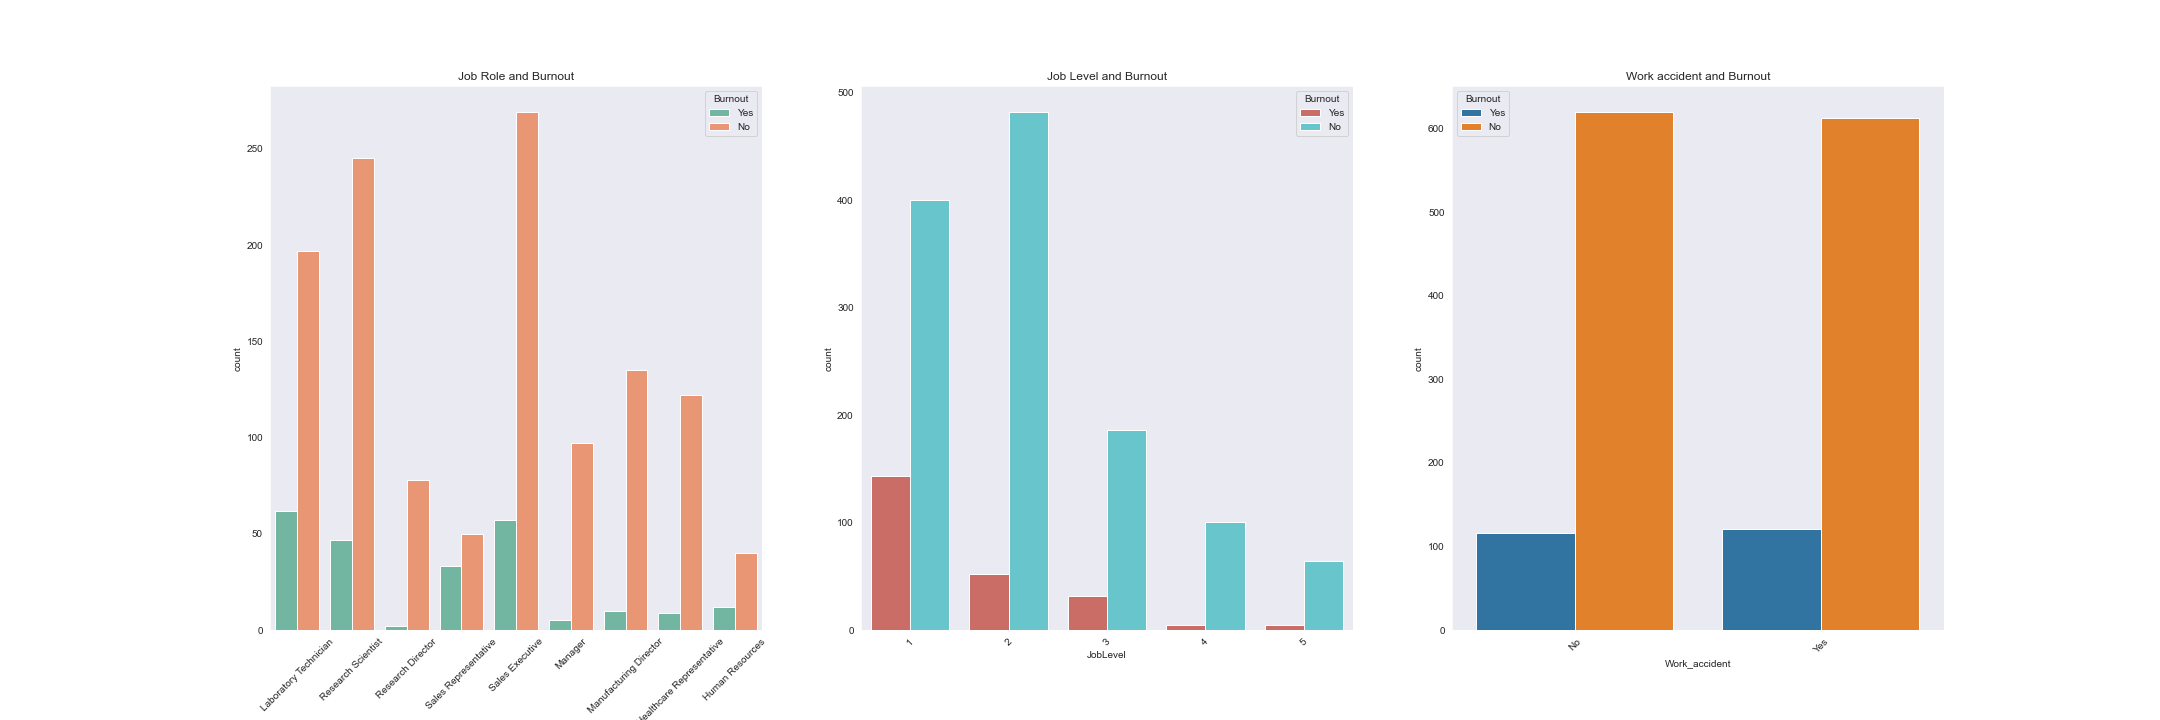 Job Role and Burnout
Burnout
Yes
No
250
200
150
100
50
0
count
Laboratory Technician
Research Scientist
Research Director
Sales Representative
Sales Executive
Manager
Manufacturing Director
Representative
Human Resources
Job Level and Burnout
Burnout
Yes
No
500
400
300
200
100
0
count
1
2
3
4
5
JobLevel
Work accident and Burnout
Burnout
Yes
No
600
500
400
300
200
100
0
count
No
Yes
Work_accident